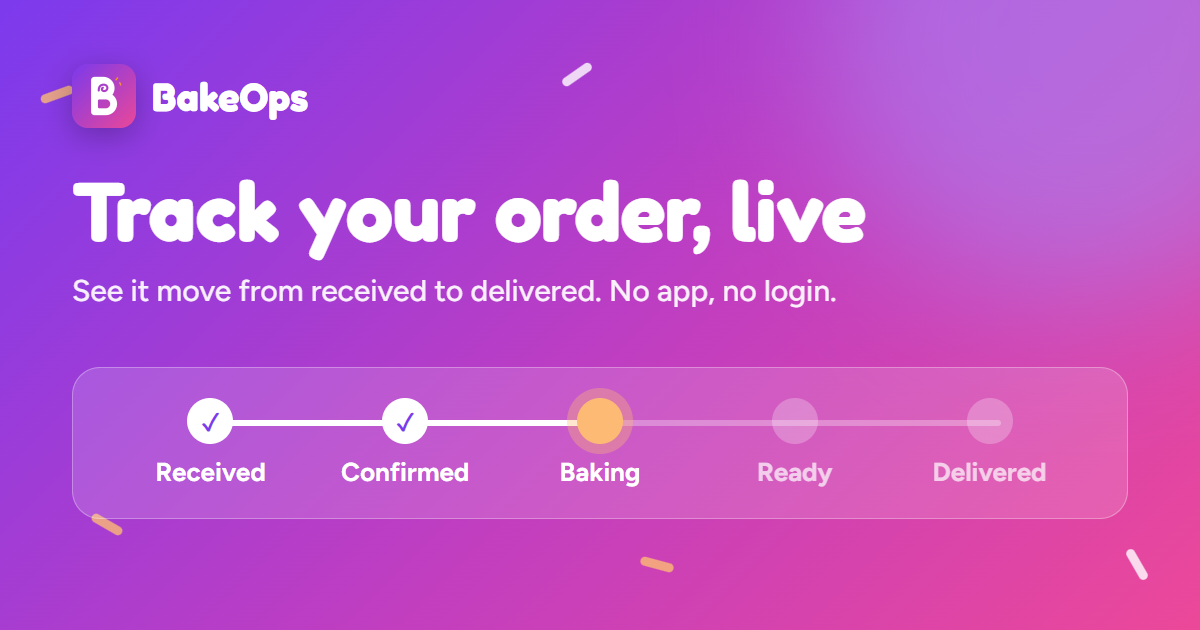 B BakeOps
Track your order, live
See it move from received to delivered. No app, no login.
✓ ✓
Received Confirmed Baking Ready Delivered